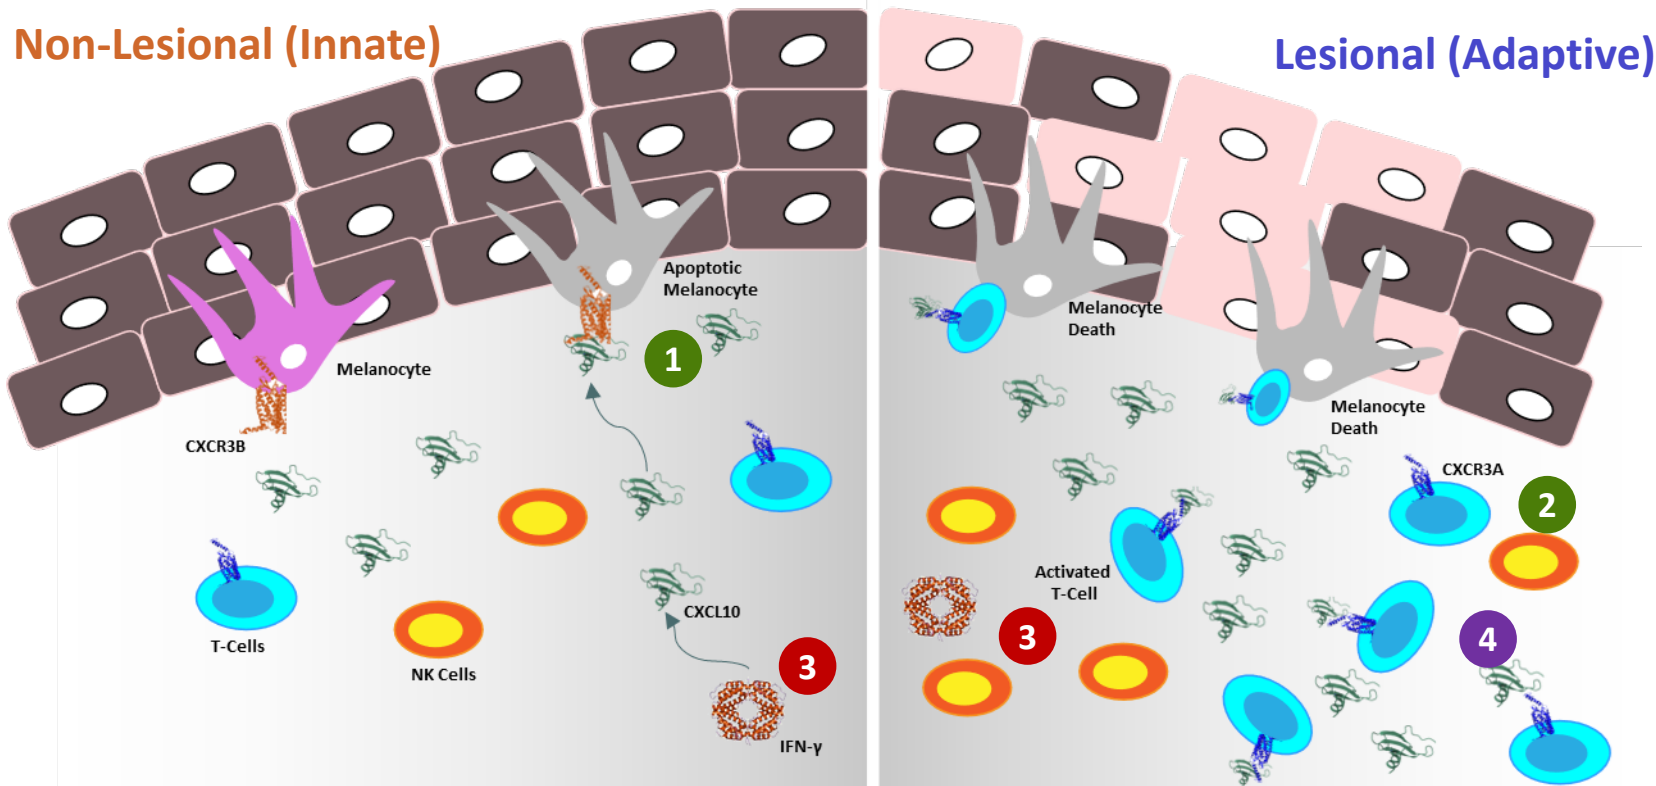 Non-Lesional (Innate)
Lesional (Adaptive)
Apoptotic
Melanocyte
1
Melanocyte
CXCR3B
T-Cells
NK Cells
CXCL10
3
IFN-γ
Melanocyte
Death
Melanocyte
Death
CXCR3A
2
Activated
T-Cell
3
4